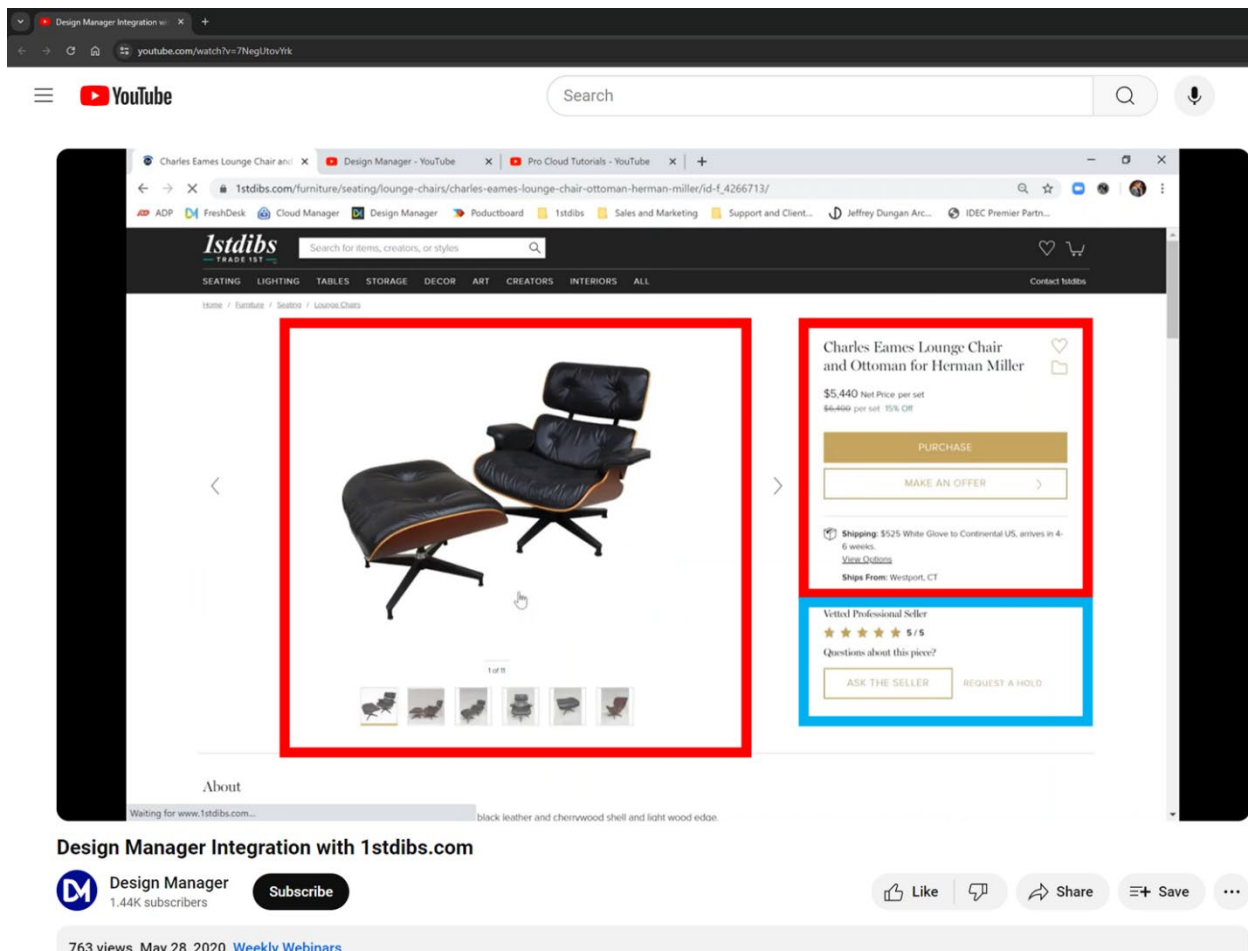 Design Manager Integration wi
youtube.com/watch?v=7NegUtovYrk
YouTube
Search
Charles Eames Lounge Chair and
Design Manager - YouTube
Pro Cloud Tutorials - YouTube
1stdibs.com/furniture/seating/lounge-chairs/charles-eames-lounge-chair-ottoman-herman-miller/id-f_4266713/
ADP FreshDesk Cloud Manager Design Manager Poductboard 1stdibs Sales and Marketing Support and Client... Jeffrey Dungan Arc... IDEC Premier Partn...
1stdibs
TRADE 1ST
Search for items, creators, or styles
SEATING LIGHTING TABLES STORAGE DECOR ART CREATORS INTERIORS ALL
Contact 1stdibs
Home / Furniture / Seating / Lounge Chairs
Charles Eames Lounge Chair
and Ottoman for Herman Miller
$5,440 Net Price per set
$6,400 per set 15% Off
PURCHASE
MAKE AN OFFER
Shipping: $525 White Glove to Continental US, arrives in 4-
6 weeks.
View Options
Ships From: Westport, CT
Vetted Professional Seller
5 / 5
Questions about this piece?
ASK THE SELLER
REQUEST A HOLD
1 of 11
About
Waiting for www.1stdibs.com...
black leather and cherrywood shell and light wood edge.
Design Manager Integration with 1stdibs.com
DM
Design Manager
1.44K subscribers
Subscribe
Like
Share
Save
763 views May 28, 2020 Weekly Webinars